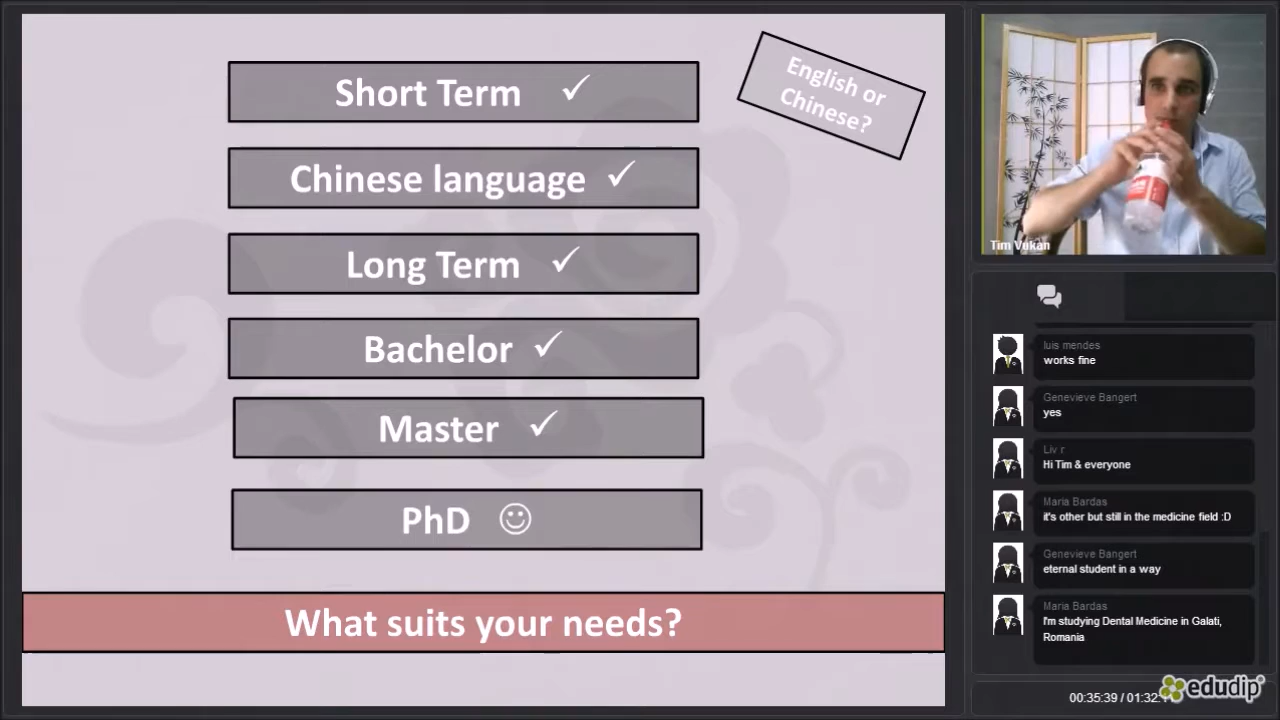 Short Term ✓
English or
Chinese?
Chinese language ✓
Long Term ✓
Bachelor ✓
Master ✓
PhD ☺
What suits your needs?
Tim Vukan
luis mendes
works fine
Genevieve Bangert
yes
Liv r
Hi Tim & everyone
Maria Bardas
it's other but still in the medicine field :D
Genevieve Bangert
eternal student in a way
Maria Bardas
I'm studying Dental Medicine in Galati,
Romania
edudip
00:35:39 / 01:32: